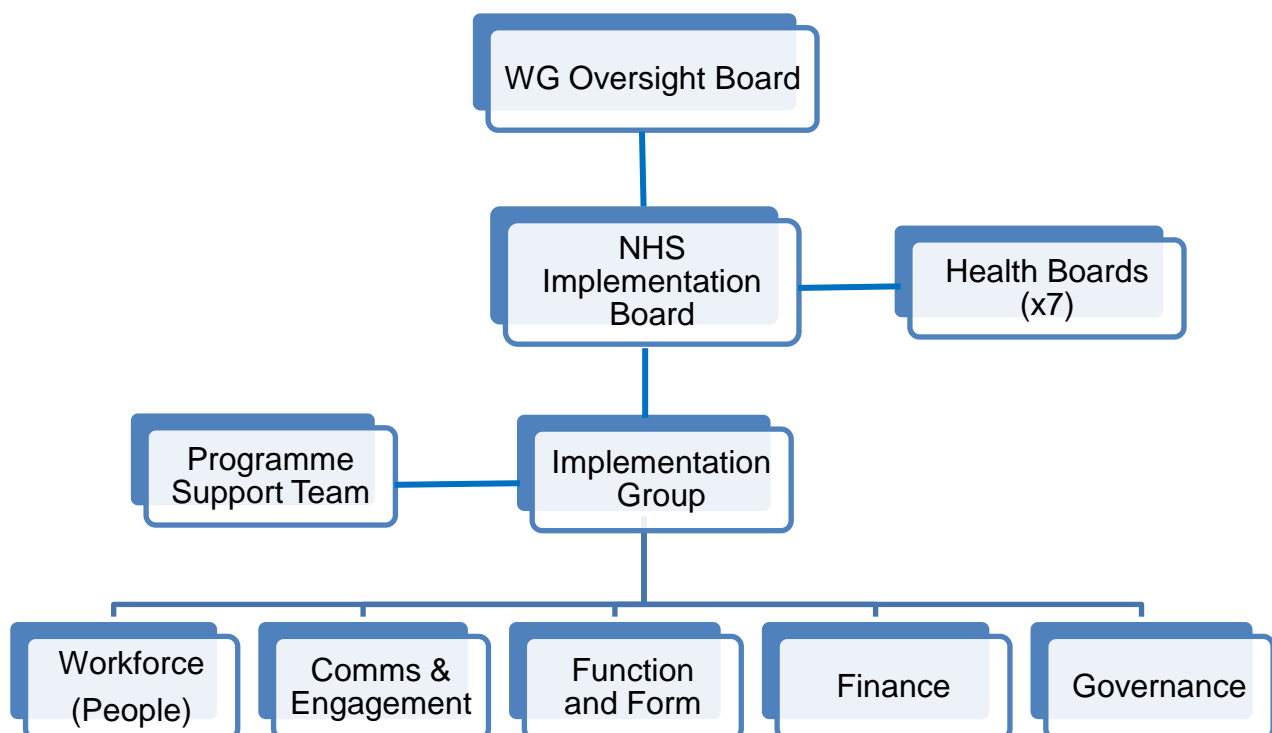 WG Oversight Board
NHS
Implementation
Board
Health Boards
(x7)
Programme
Support Team
Implementation
Group
Workforce
(People)
Comms &
Engagement
Function
and Form
Finance
Governance